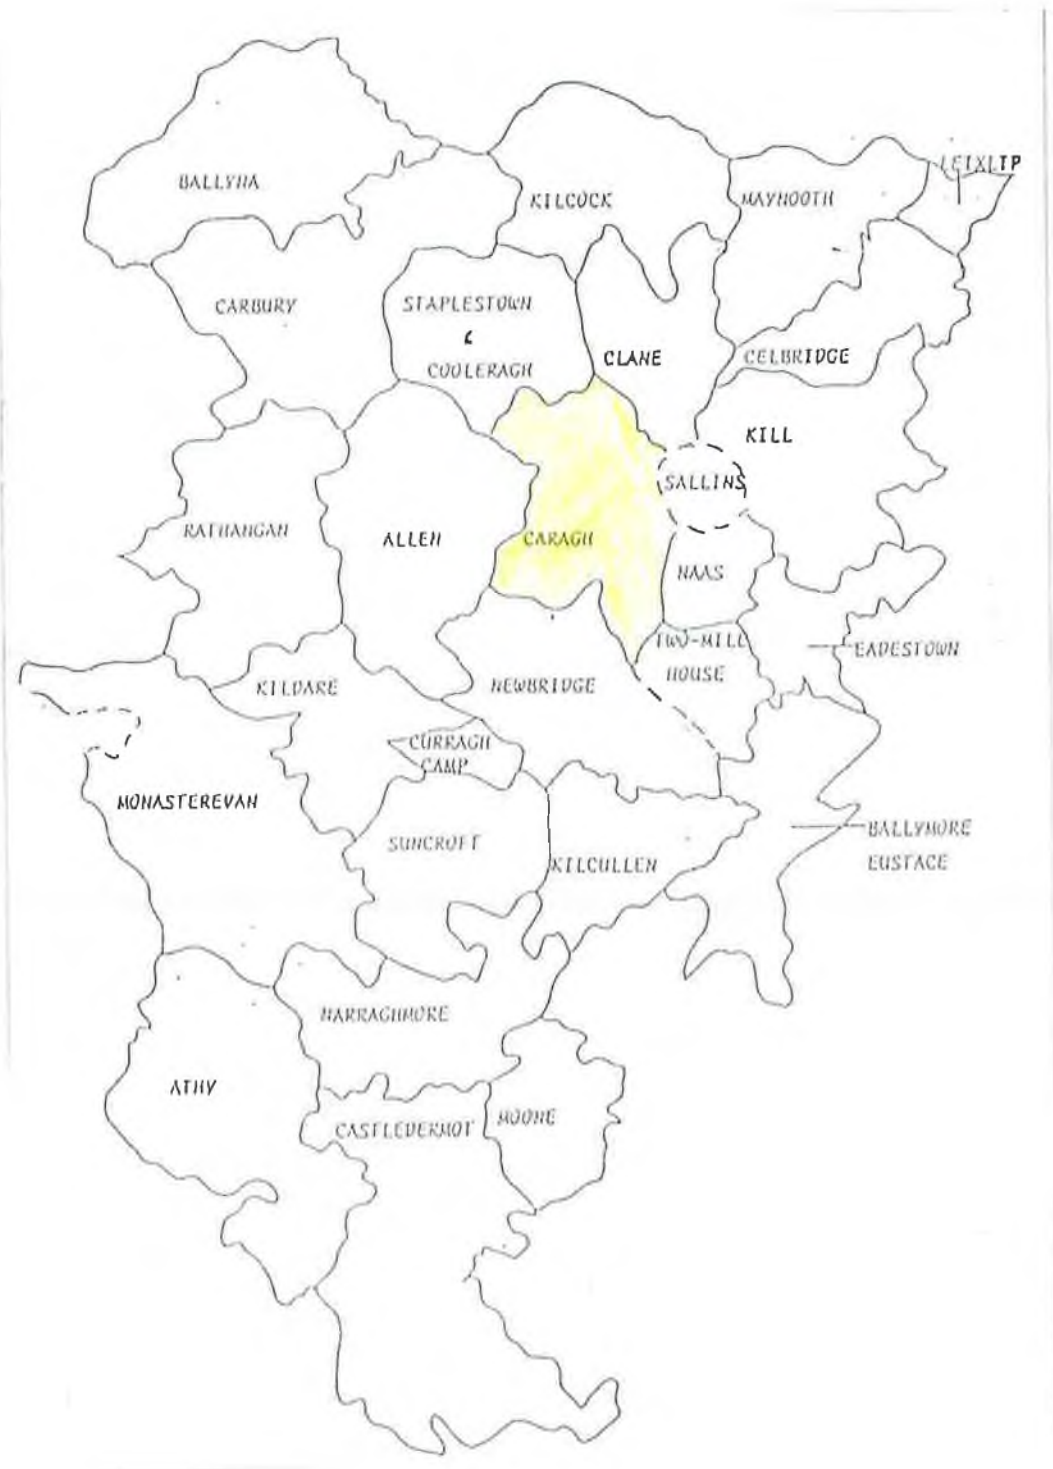 LEIXLIP
BALLYNA
KILCOCK
MAYNOOTH
CARBURY
STAPLESTOWN
&
COOLERAGH
CLANE
CELBRIDGE
KILL
SALLINS
RATHANGAN
ALLEN
CARAGH
NAAS
TWO-MILE
HOUSE
EADESTOWN
KILDARE
NEWBRIDGE
CURRAGH
CAMP
MONASTEREVAN
SUNCROFT
KILCULLEN
BALLYMORE
EUSTACE
NARRAGHMORE
ATHY
CASTLEDERMOT
MOONE